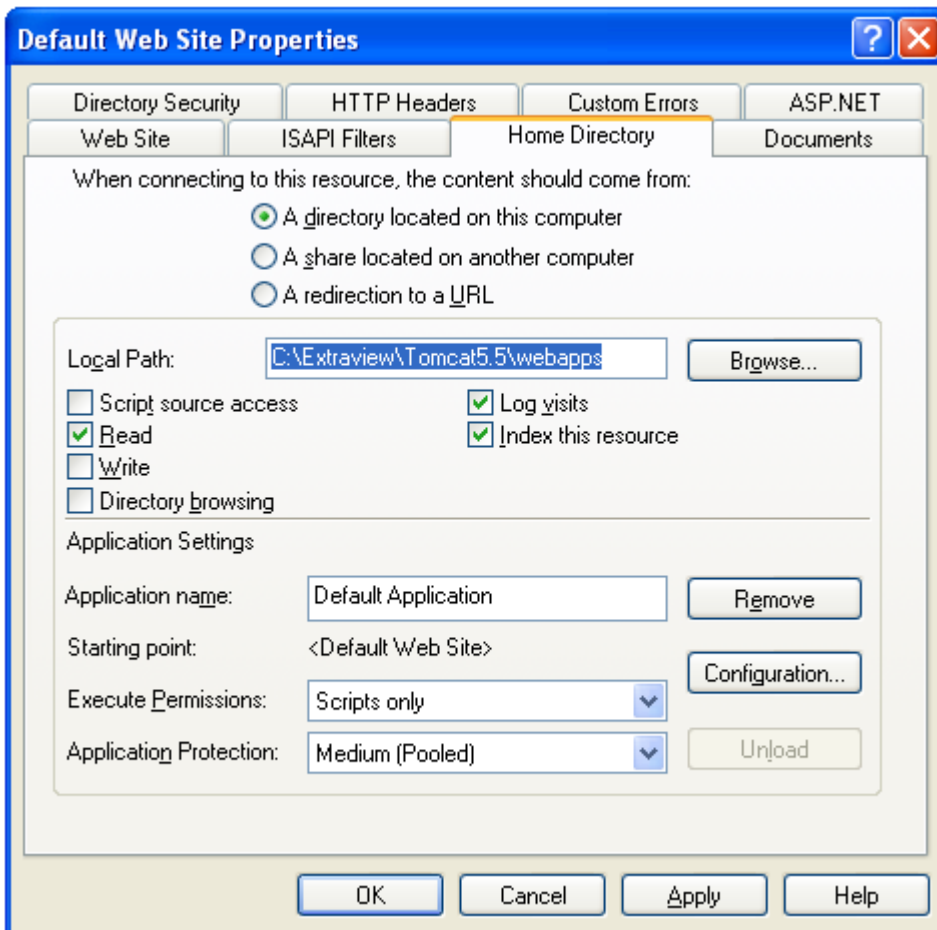 Default Web Site Properties
Directory Security HTTP Headers Custom Errors ASP.NET
Web Site ISAPI Filters Home Directory Documents
When connecting to this resource, the content should come from:
A directory located on this computer
A share located on another computer
A redirection to a URL
Local Path: C:\Extraview\Tomcat5.5\webapps Browse...
Script source access Log visits
Read Index this resource
Write
Directory browsing
Application Settings
Application name: Default Application Remove
Starting point: <Default Web Site>
Configuration...
Execute Permissions: Scripts only
Application Protection: Medium (Pooled) Unload
OK Cancel Apply Help